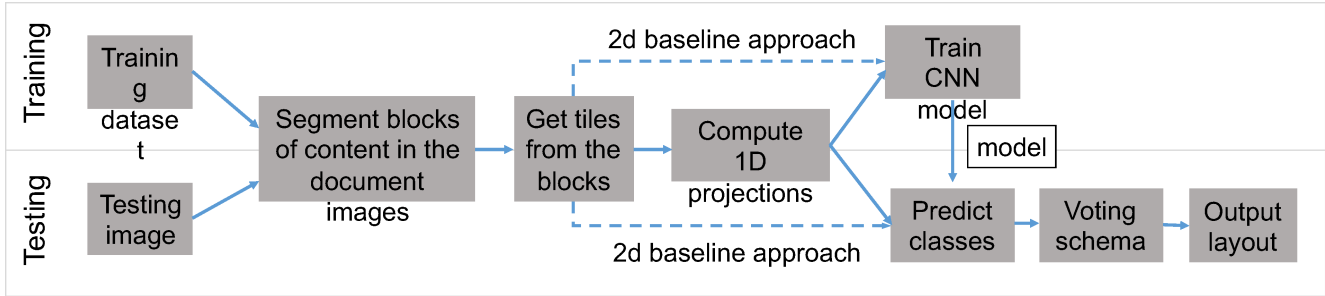 Training
Trainin
g
datase
t
Segment blocks
of content in the
document
images
Get tiles
from the
blocks
2d baseline approach
Compute
1D
projections
Train
CNN
model
model
Testing
Testing
image
2d baseline approach
Predict
classes
Voting
schema
Output
layout